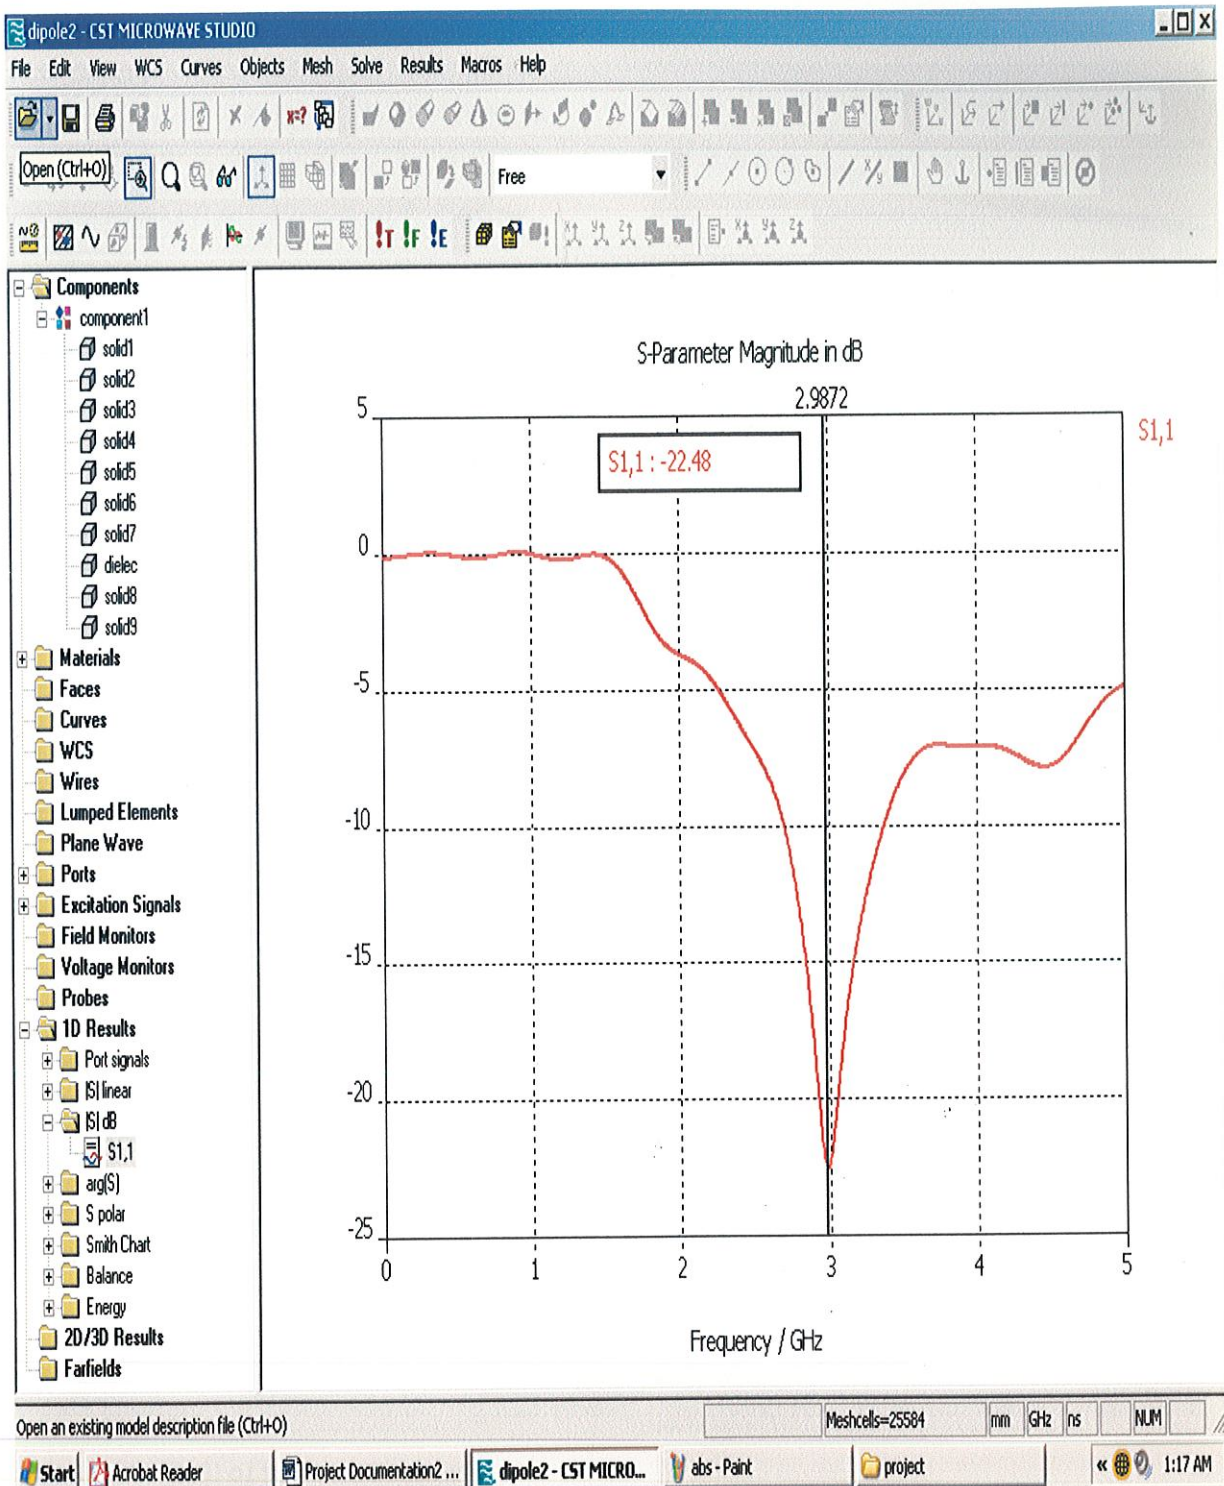 dipole2 - CST MICROWAVE STUDIO
File Edit View WCS Curves Objects Mesh Solve Results Macros Help
Open (Ctrl+O)
Free
!T !F !E
Components
component1
solid1
solid2
solid3
solid4
solid5
solid6
solid7
dielec
solid8
solid9
Materials
Faces
Curves
WCS
Wires
Lumped Elements
Plane Wave
Ports
Excitation Signals
Field Monitors
Voltage Monitors
Probes
1D Results
Port signals
|S| linear
|S| dB
S1,1
arg(S)
S polar
Smith Chart
Balance
Energy
2D/3D Results
Farfields
S-Parameter Magnitude in dB
2.9872
S1,1 : -22.48
S1,1
5
0
-5
-10
-15
-20
-25
0 1 2 3 4 5
Frequency / GHz
Open an existing model description file (Ctrl+O)
Meshcells=25584 mm GHz ns NUM
Start Acrobat Reader Project Documentation2 ... dipole2 - CST MICRO... abs - Paint project « 1:17 AM